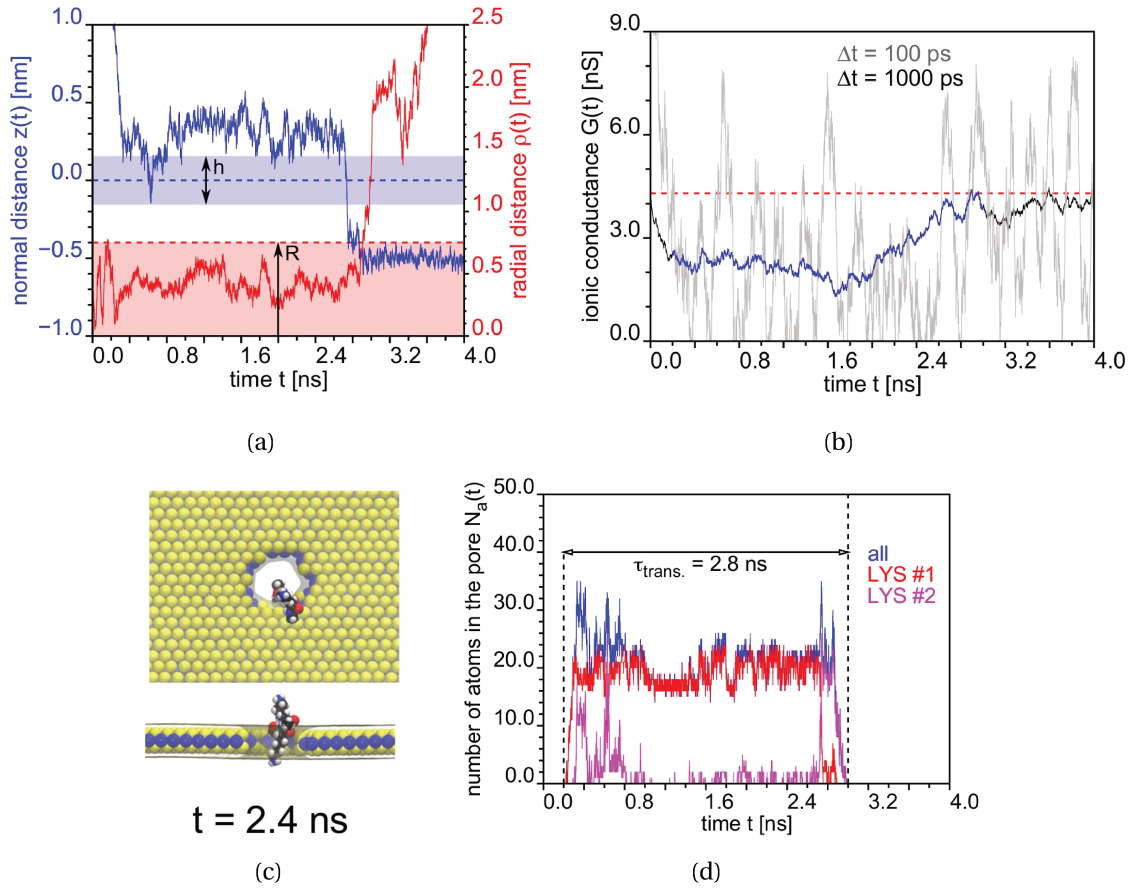 1.0
0.5
0.0
−0.5
−1.0
normal distance z(t) [nm]
h
R
2.5
2.0
1.5
1.0
0.5
0.0
radial distance ρ(t) [nm]
0.0 0.8 1.6 2.4 3.2 4.0
time t [ns]
(a)
9.0
6.0
3.0
0.0
ionic conductance G(t) [nS]
Δt = 100 ps
Δt = 1000 ps
0.0 0.8 1.6 2.4 3.2 4.0
time t [ns]
(b)
t = 2.4 ns
(c)
50.0
40.0
30.0
20.0
10.0
0.0
number of atoms in the pore Nₐ(t)
τtrans. = 2.8 ns
all
LYS #1
LYS #2
0.0 0.8 1.6 2.4 3.2 4.0
time t [ns]
(d)